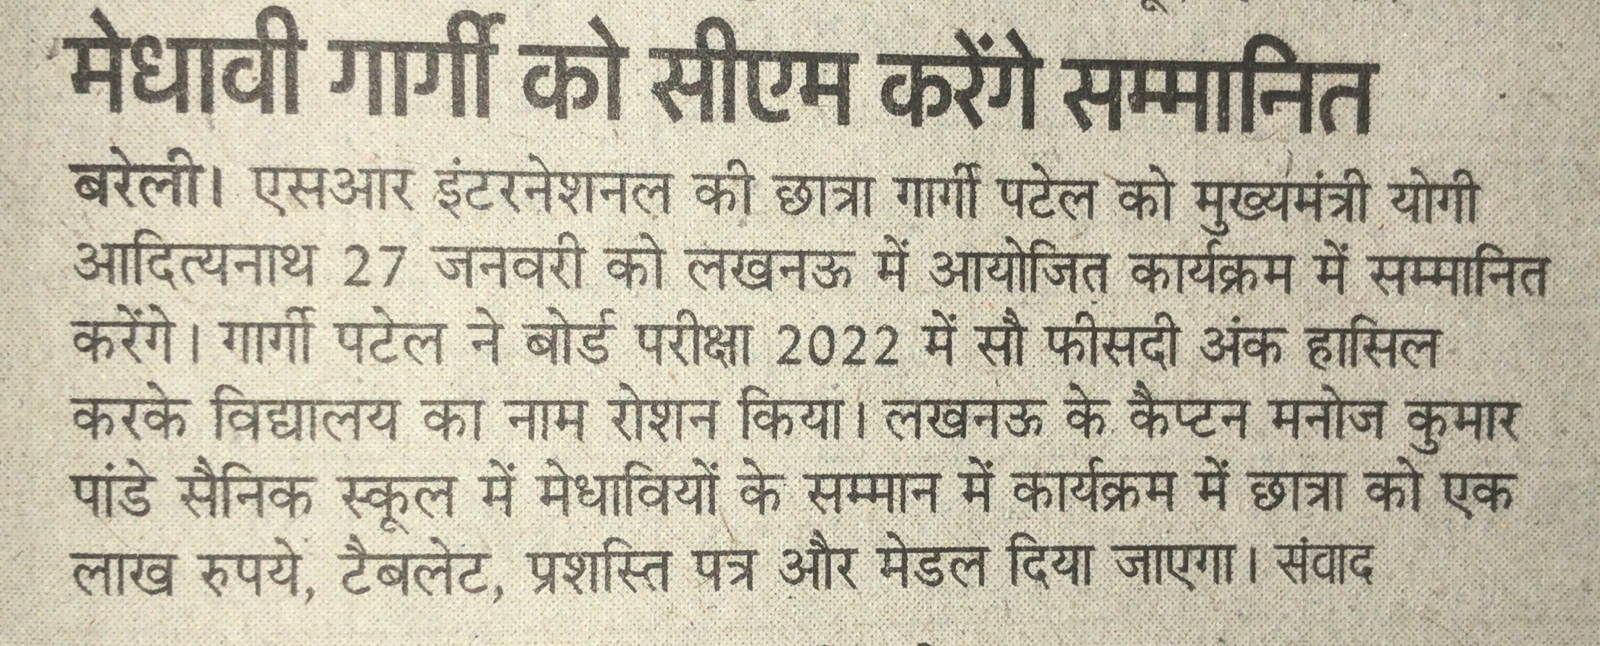 मेधावी गार्गी को सीएम करेंगे सम्मानित
बरेली। एसआर इंटरनेशनल की छात्रा गार्गी पटेल को मुख्यमंत्री योगी
आदित्यनाथ 27 जनवरी को लखनऊ में आयोजित कार्यक्रम में सम्मानित
करेंगे। गार्गी पटेल ने बोर्ड परीक्षा 2022 में सौ फीसदी अंक हासिल
करके विद्यालय का नाम रोशन किया। लखनऊ के कैप्टन मनोज कुमार
पांडे सैनिक स्कूल में मेधावियों के सम्मान में कार्यक्रम में छात्रा को एक
लाख रुपये, टैबलेट, प्रशस्ति पत्र और मेडल दिया जाएगा। संवाद